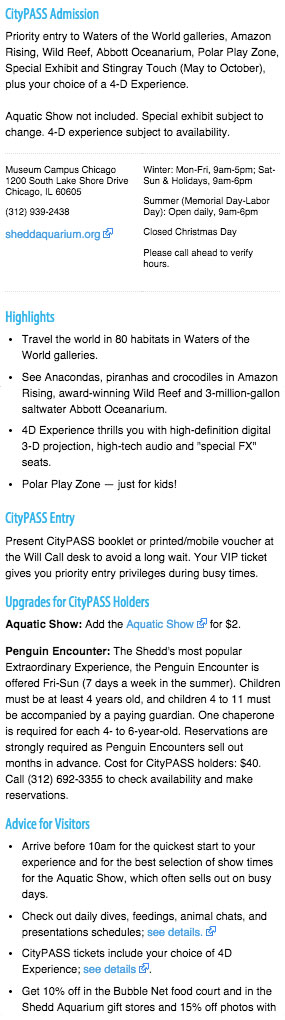 CityPASS Admission
Priority entry to Waters of the World galleries, Amazon
Rising, Wild Reef, Abbott Oceanarium, Polar Play Zone,
Special Exhibit and Stingray Touch (May to October),
plus your choice of a 4-D Experience.
Aquatic Show not included. Special exhibit subject to
change. 4-D experience subject to availability.
Museum Campus Chicago
1200 South Lake Shore Drive
Chicago, IL 60605
(312) 939-2438
sheddaquarium.org
Winter: Mon-Fri, 9am-5pm; Sat-
Sun & Holidays, 9am-6pm
Summer (Memorial Day-Labor
Day): Open daily, 9am-6pm
Closed Christmas Day
Please call ahead to verify
hours.
Highlights
• Travel the world in 80 habitats in Waters of the
World galleries.
• See Anacondas, piranhas and crocodiles in Amazon
Rising, award-winning Wild Reef and 3-million-gallon
saltwater Abbott Oceanarium.
• 4D Experience thrills you with high-definition digital
3-D projection, high-tech audio and "special FX"
seats.
• Polar Play Zone — just for kids!
CityPASS Entry
Present CityPASS booklet or printed/mobile voucher at
the Will Call desk to avoid a long wait. Your VIP ticket
gives you priority entry privileges during busy times.
Upgrades for CityPASS Holders
Aquatic Show: Add the Aquatic Show for $2.
Penguin Encounter: The Shedd's most popular
Extraordinary Experience, the Penguin Encounter is
offered Fri-Sun (7 days a week in the summer). Children
must be at least 4 years old, and children 4 to 11 must
be accompanied by a paying guardian. One chaperone
is required for each 4- to 6-year-old. Reservations are
strongly required as Penguin Encounters sell out
months in advance. Cost for CityPASS holders: $40.
Call (312) 692-3355 to check availability and make
reservations.
Advice for Visitors
• Arrive before 10am for the quickest start to your
experience and for the best selection of show times
for the Aquatic Show, which often sells out on busy
days.
• Check out daily dives, feedings, animal chats, and
presentations schedules; see details.
• CityPASS tickets include your choice of 4D
Experience; see details.
• Get 10% off in the Bubble Net food court and in the
Shedd Aquarium gift stores and 15% off photos with